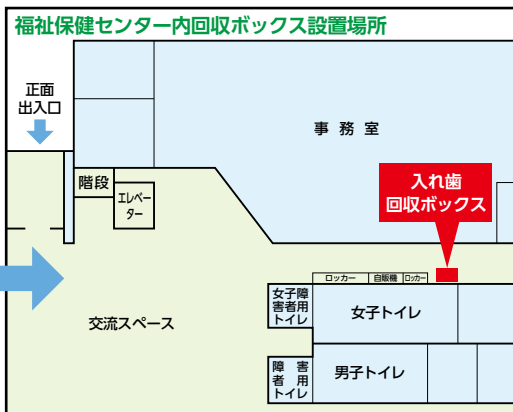 福祉保健センター内回収ボックス設置場所
正面
出入口
事務室
階段
エレベー
ター
入れ歯
回収ボックス
ロッカー
自販機
ロッカー
女子障
害者用
トイレ
女子トイレ
交流スペース
障害
者用
トイレ
男子トイレ